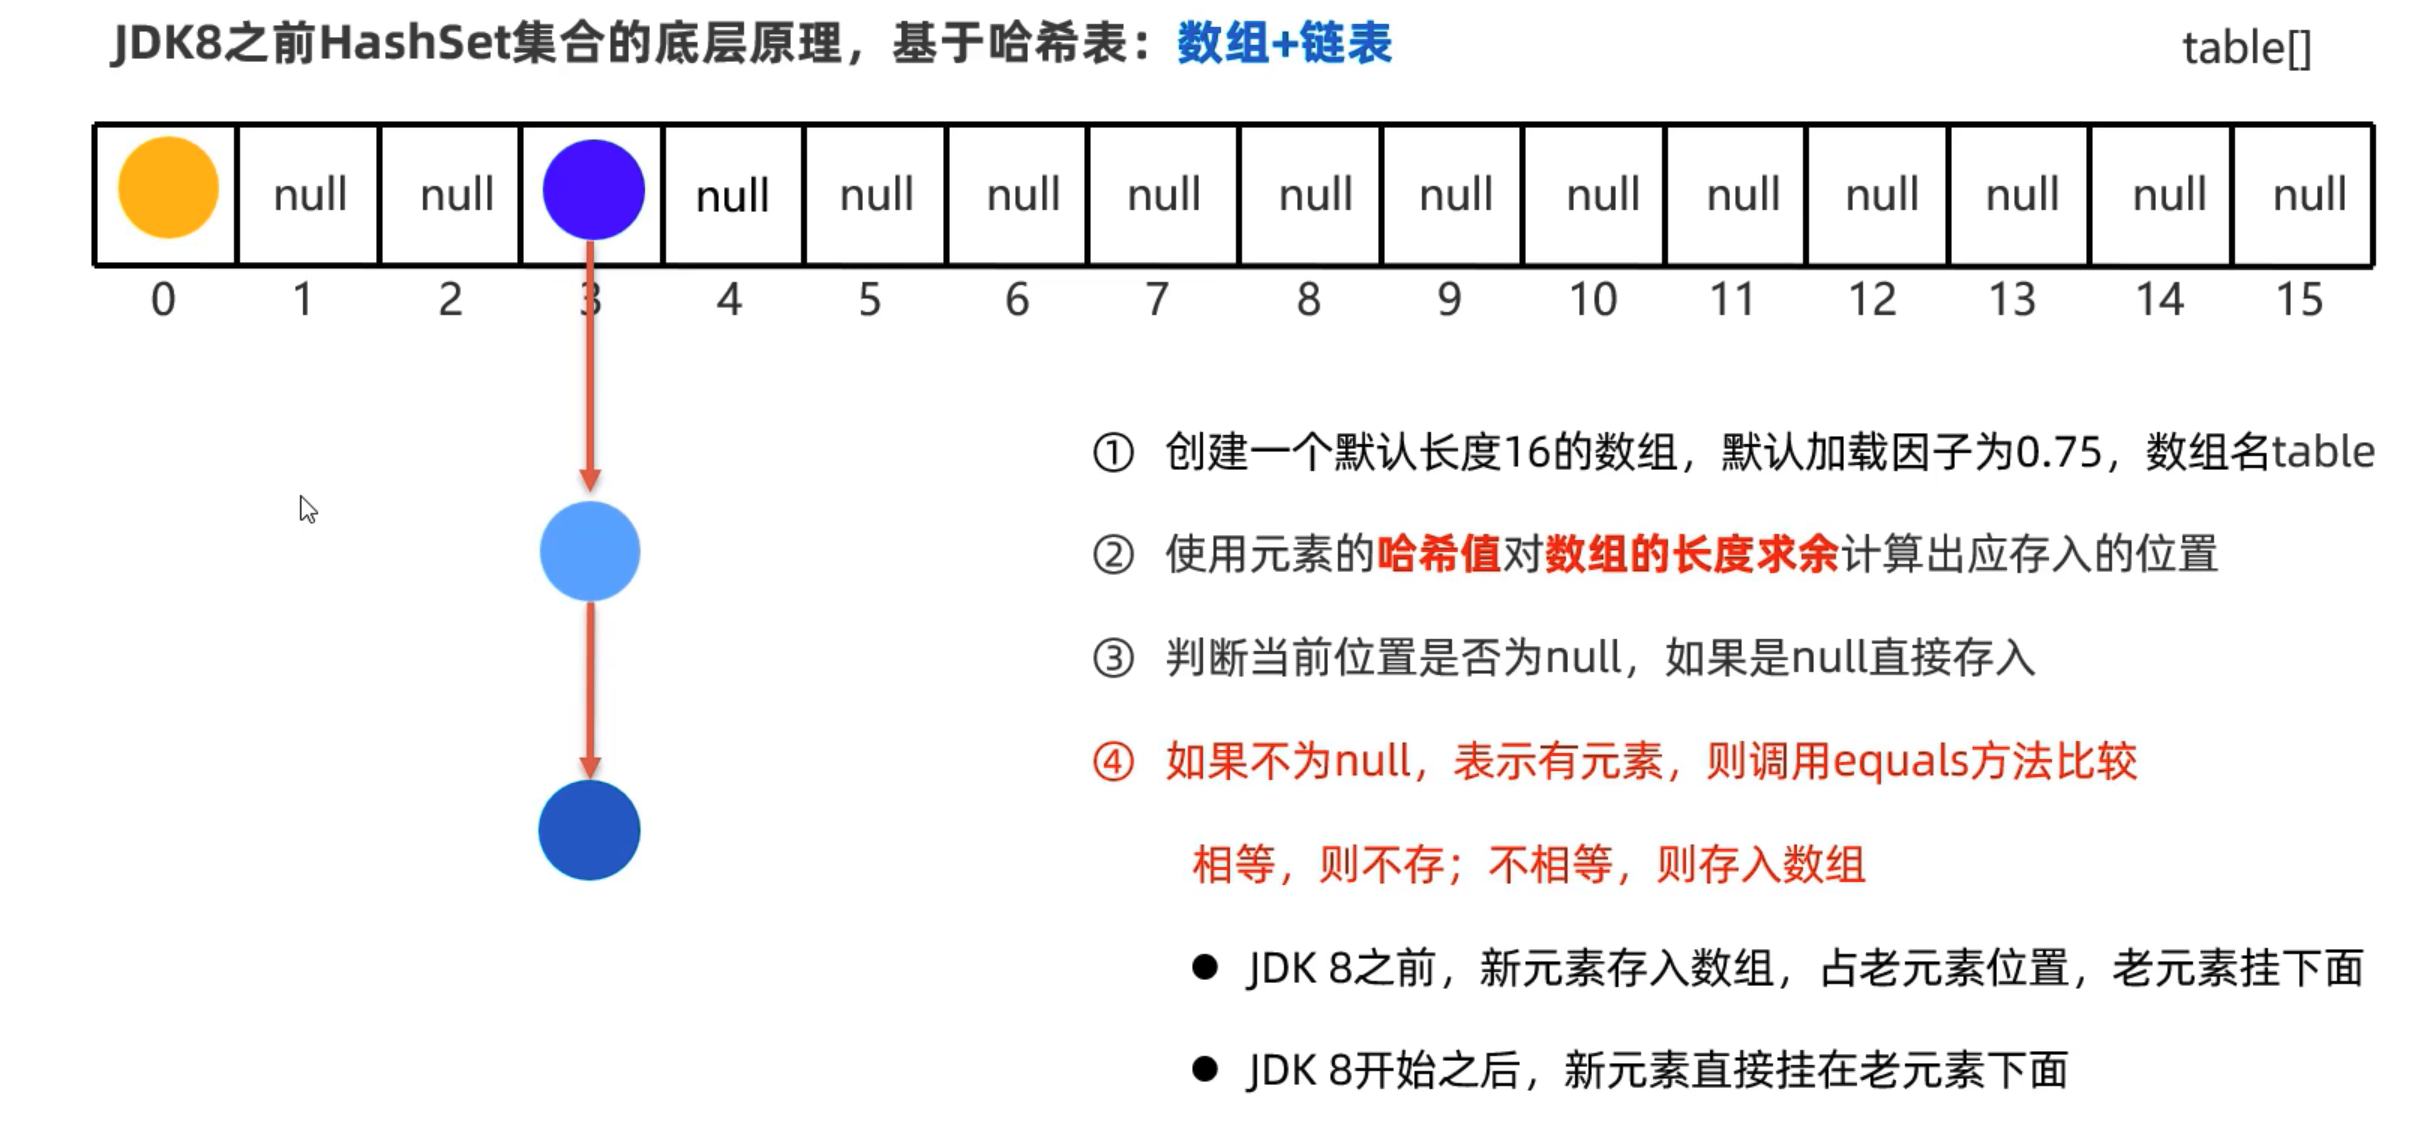 JDK8之前HashSet集合的底层原理，基于哈希表：数组+链表
table[]
null null null null null null null null null null null null null null
0 1 2 3 4 5 6 7 8 9 10 11 12 13 14 15
① 创建一个默认长度16的数组，默认加载因子为0.75，数组名table
② 使用元素的哈希值对数组的长度求余计算出应存入的位置
③ 判断当前位置是否为null，如果是null直接存入
④ 如果不为null，表示有元素，则调用equals方法比较
相等，则不存；不相等，则存入数组
● JDK 8之前，新元素存入数组，占老元素位置，老元素挂下面
● JDK 8开始之后，新元素直接挂在老元素下面